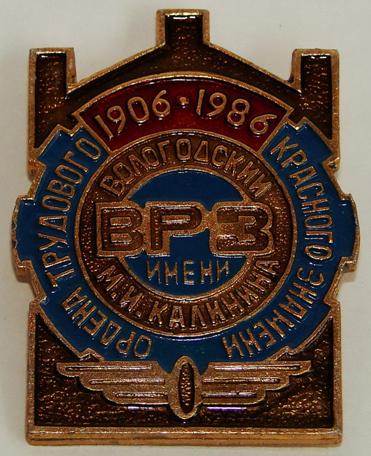 1906·1986
ОРДЕНА ТРУДОВОГО
КРАСНОГО ЗНАМЕНИ
ВОЛОГОДСКИЙ
ВРЗ
ИМЕНИ
М.И.КАЛИНИНА